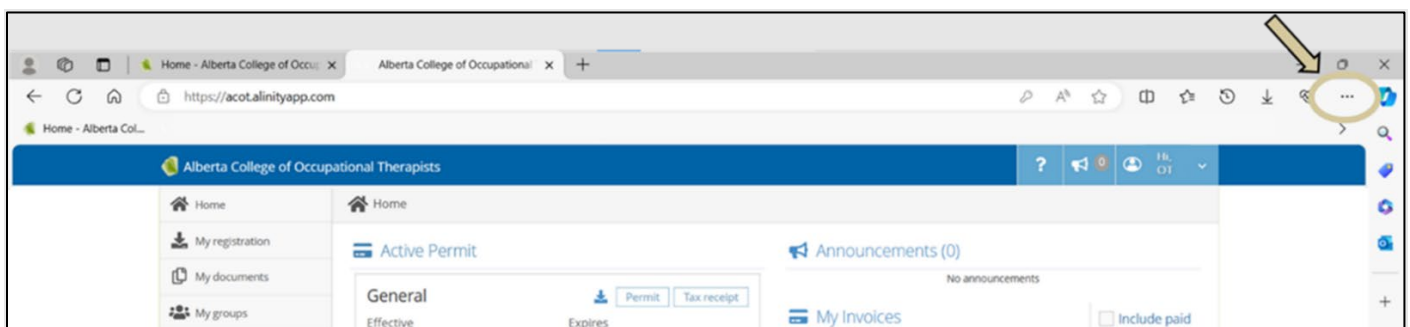 Home - Alberta College of Occup
Alberta College of Occupational
https://acot.alinityapp.com
Home - Alberta Col...
Alberta College of Occupational Therapists
? 0 Hi, OT
Home
Home
My registration
Active Permit
Announcements (0)
My documents
No announcements
General
Permit
Tax receipt
My groups
My Invoices
Include paid
Effective
Expires